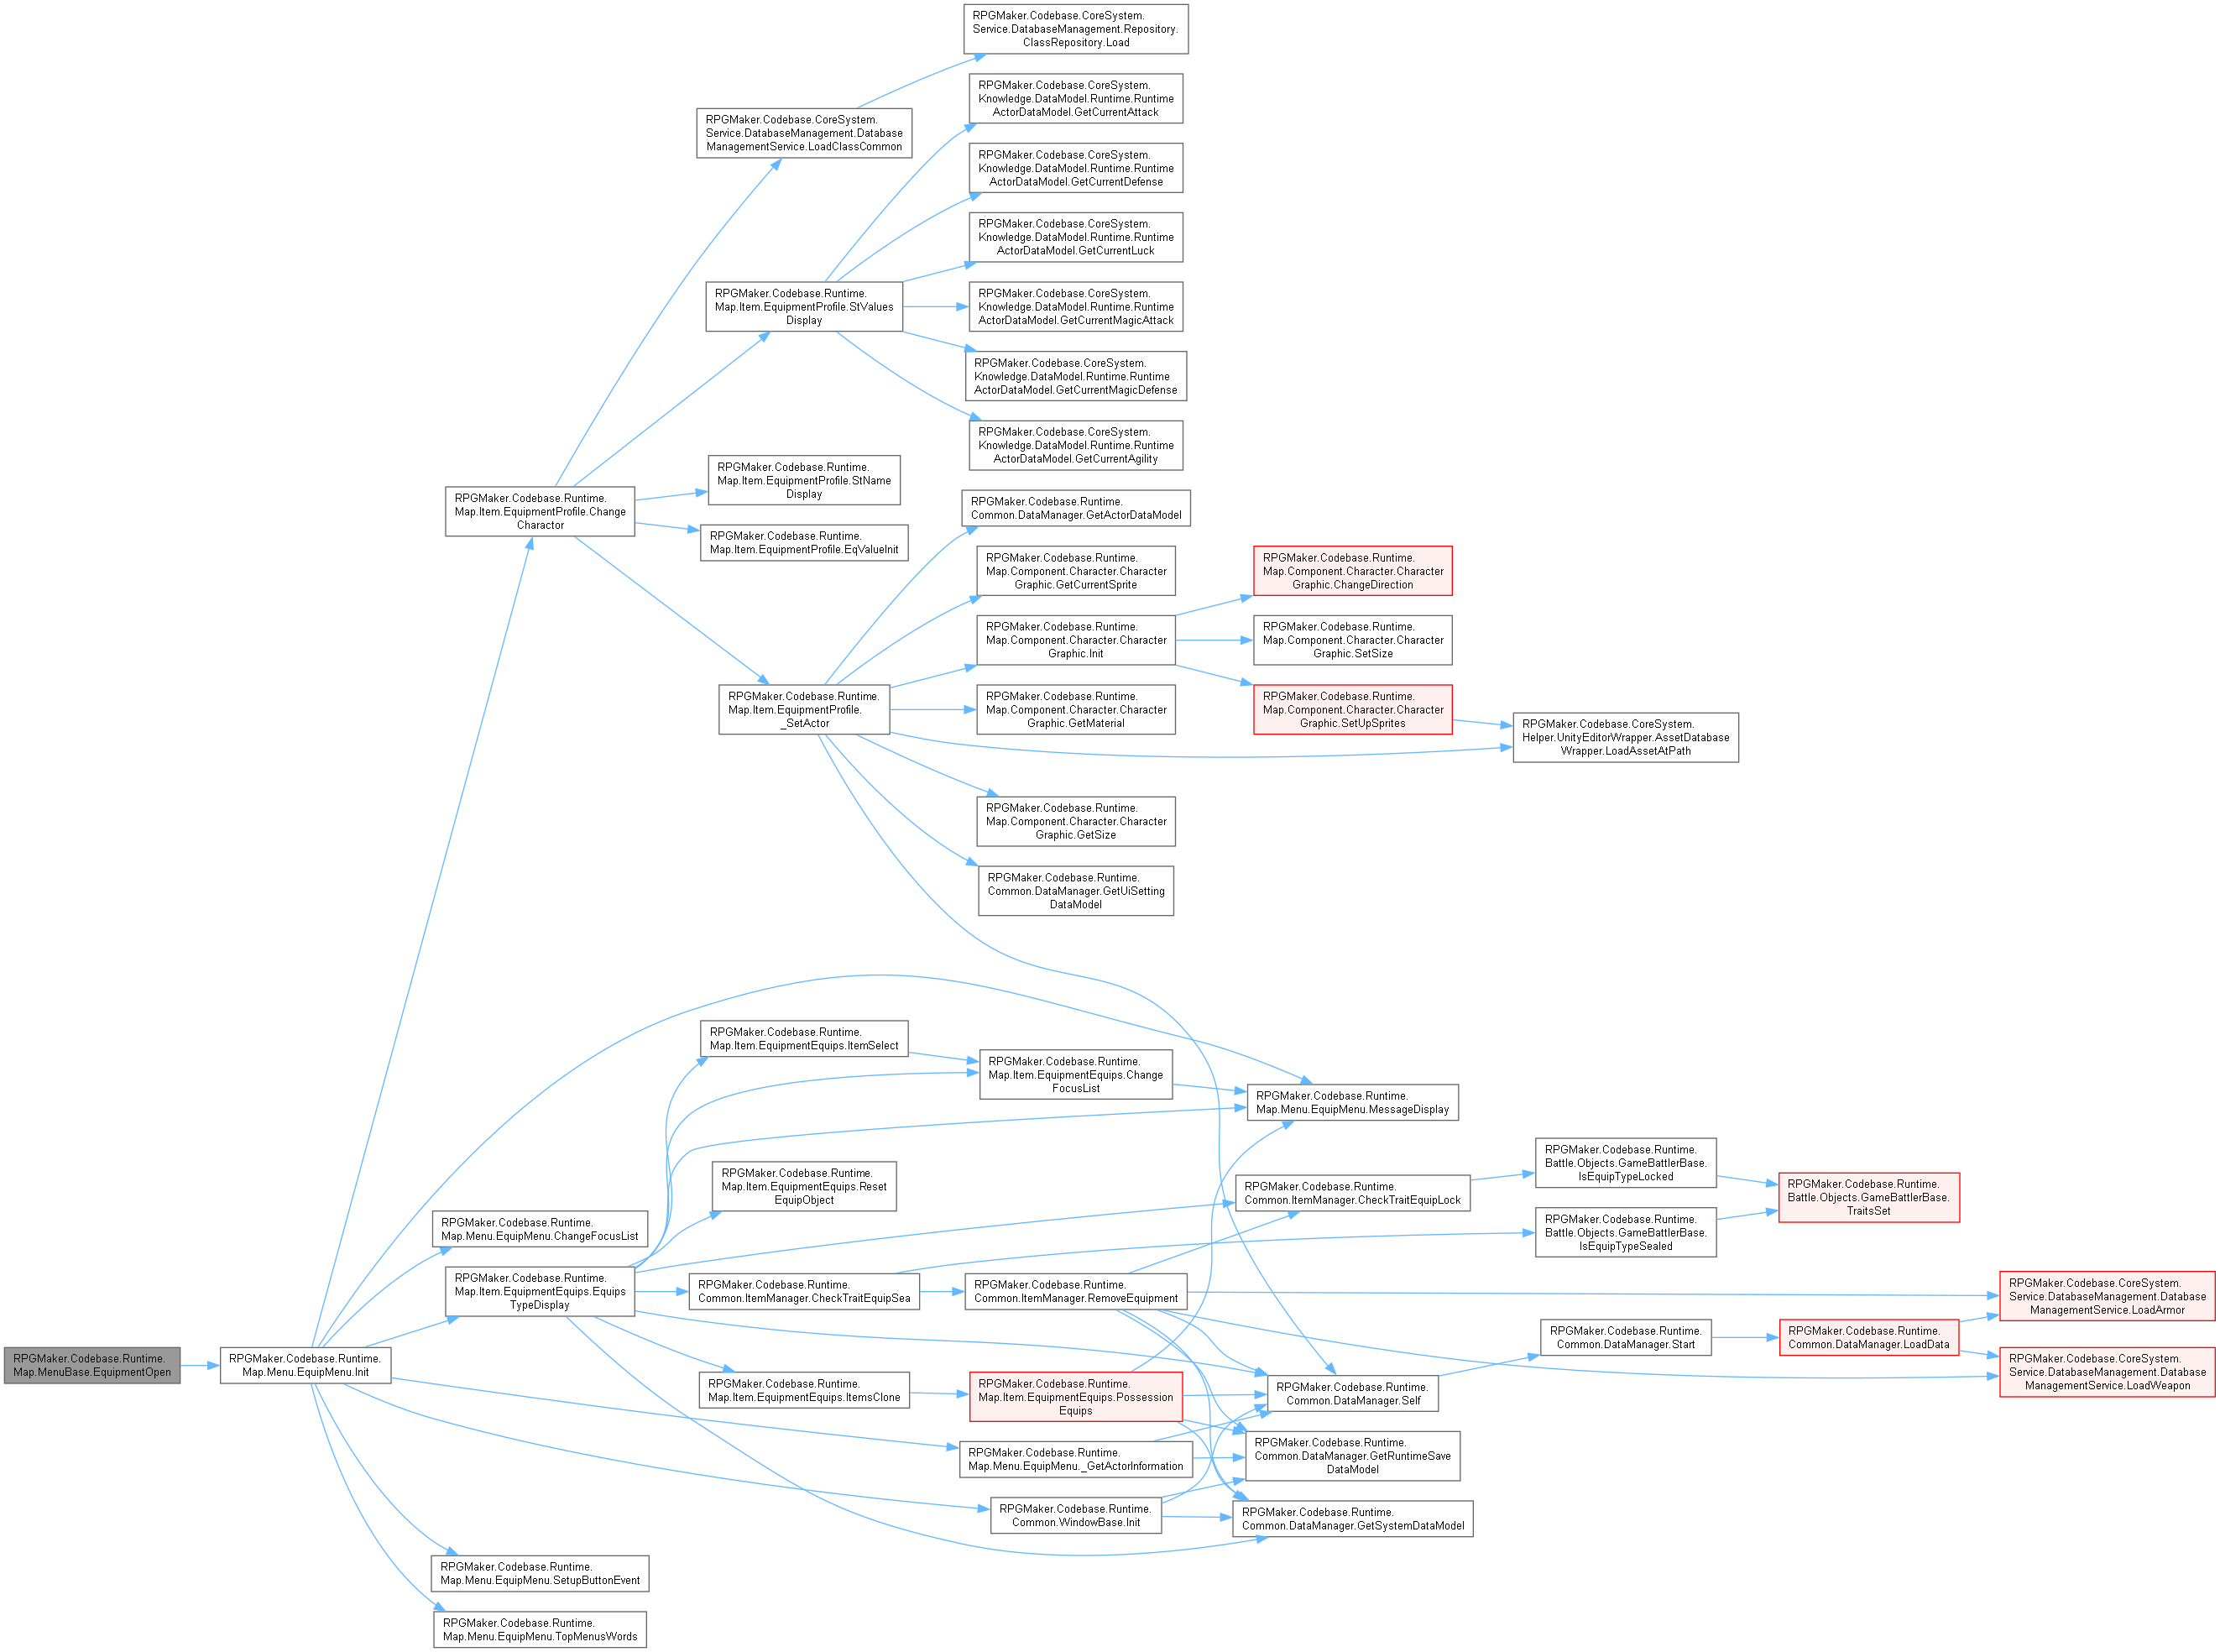 RPGMaker.Codebase.CoreSystem.
Service.DatabaseManagement.Repository.
ClassRepository.Load
RPGMaker.Codebase.CoreSystem.
Knowledge.DataModel.Runtime.Runtime
ActorDataModel.GetCurrentAttack
RPGMaker.Codebase.CoreSystem.
Service.DatabaseManagement.Database
ManagementService.LoadClassCommon
RPGMaker.Codebase.CoreSystem.
Knowledge.DataModel.Runtime.Runtime
ActorDataModel.GetCurrentDefense
RPGMaker.Codebase.CoreSystem.
Knowledge.DataModel.Runtime.Runtime
ActorDataModel.GetCurrentLuck
RPGMaker.Codebase.Runtime.
Map.Item.EquipmentProfile.StValues
Display
RPGMaker.Codebase.CoreSystem.
Knowledge.DataModel.Runtime.Runtime
ActorDataModel.GetCurrentMagicAttack
RPGMaker.Codebase.CoreSystem.
Knowledge.DataModel.Runtime.Runtime
ActorDataModel.GetCurrentMagicDefense
RPGMaker.Codebase.CoreSystem.
Knowledge.DataModel.Runtime.Runtime
ActorDataModel.GetCurrentAgility
RPGMaker.Codebase.Runtime.
Map.Item.EquipmentProfile.StName
Display
RPGMaker.Codebase.Runtime.
Map.Item.EquipmentProfile.Change
Charactor
RPGMaker.Codebase.Runtime.
Map.Item.EquipmentProfile.EqValueInit
RPGMaker.Codebase.Runtime.
Common.DataManager.GetActorDataModel
RPGMaker.Codebase.Runtime.
Map.Component.Character.Character
Graphic.GetCurrentSprite
RPGMaker.Codebase.Runtime.
Map.Component.Character.Character
Graphic.ChangeDirection
RPGMaker.Codebase.Runtime.
Map.Component.Character.Character
Graphic.Init
RPGMaker.Codebase.Runtime.
Map.Component.Character.Character
Graphic.SetSize
RPGMaker.Codebase.Runtime.
Map.Item.EquipmentProfile.
_SetActor
RPGMaker.Codebase.Runtime.
Map.Component.Character.Character
Graphic.GetMaterial
RPGMaker.Codebase.Runtime.
Map.Component.Character.Character
Graphic.SetUpSprites
RPGMaker.Codebase.CoreSystem.
Helper.UnityEditorWrapper.AssetDatabase
Wrapper.LoadAssetAtPath
RPGMaker.Codebase.Runtime.
Map.Component.Character.Character
Graphic.GetSize
RPGMaker.Codebase.Runtime.
Common.DataManager.GetUiSetting
DataModel
RPGMaker.Codebase.Runtime.
Map.Item.EquipmentEquips.ItemSelect
RPGMaker.Codebase.Runtime.
Map.Item.EquipmentEquips.Change
FocusList
RPGMaker.Codebase.Runtime.
Map.Menu.EquipMenu.MessageDisplay
RPGMaker.Codebase.Runtime.
Map.Item.EquipmentEquips.Reset
EquipObject
RPGMaker.Codebase.Runtime.
Common.ItemManager.CheckTraitEquipLock
RPGMaker.Codebase.Runtime.
Battle.Objects.GameBattlerBase.
IsEquipTypeLocked
RPGMaker.Codebase.Runtime.
Battle.Objects.GameBattlerBase.
TraitsSet
RPGMaker.Codebase.Runtime.
Map.Menu.EquipMenu.ChangeFocusList
RPGMaker.Codebase.Runtime.
Battle.Objects.GameBattlerBase.
IsEquipTypeSealed
RPGMaker.Codebase.Runtime.
Map.Item.EquipmentEquips.Equips
TypeDisplay
RPGMaker.Codebase.Runtime.
Common.ItemManager.CheckTraitEquipSea
RPGMaker.Codebase.Runtime.
Common.ItemManager.RemoveEquipment
RPGMaker.Codebase.CoreSystem.
Service.DatabaseManagement.Database
ManagementService.LoadArmor
RPGMaker.Codebase.Runtime.
Common.DataManager.Start
RPGMaker.Codebase.Runtime.
Common.DataManager.LoadData
RPGMaker.Codebase.CoreSystem.
Service.DatabaseManagement.Database
ManagementService.LoadWeapon
RPGMaker.Codebase.Runtime.
Map.MenuBase.EquipmentOpen
RPGMaker.Codebase.Runtime.
Map.Menu.EquipMenu.Init
RPGMaker.Codebase.Runtime.
Map.Item.EquipmentEquips.ItemsClone
RPGMaker.Codebase.Runtime.
Map.Item.EquipmentEquips.Possession
Equips
RPGMaker.Codebase.Runtime.
Common.DataManager.Self
RPGMaker.Codebase.Runtime.
Map.Menu.EquipMenu._GetActorInformation
RPGMaker.Codebase.Runtime.
Common.DataManager.GetRuntimeSave
DataModel
RPGMaker.Codebase.Runtime.
Common.WindowBase.Init
RPGMaker.Codebase.Runtime.
Common.DataManager.GetSystemDataModel
RPGMaker.Codebase.Runtime.
Map.Menu.EquipMenu.SetupButtonEvent
RPGMaker.Codebase.Runtime.
Map.Menu.EquipMenu.TopMenusWords